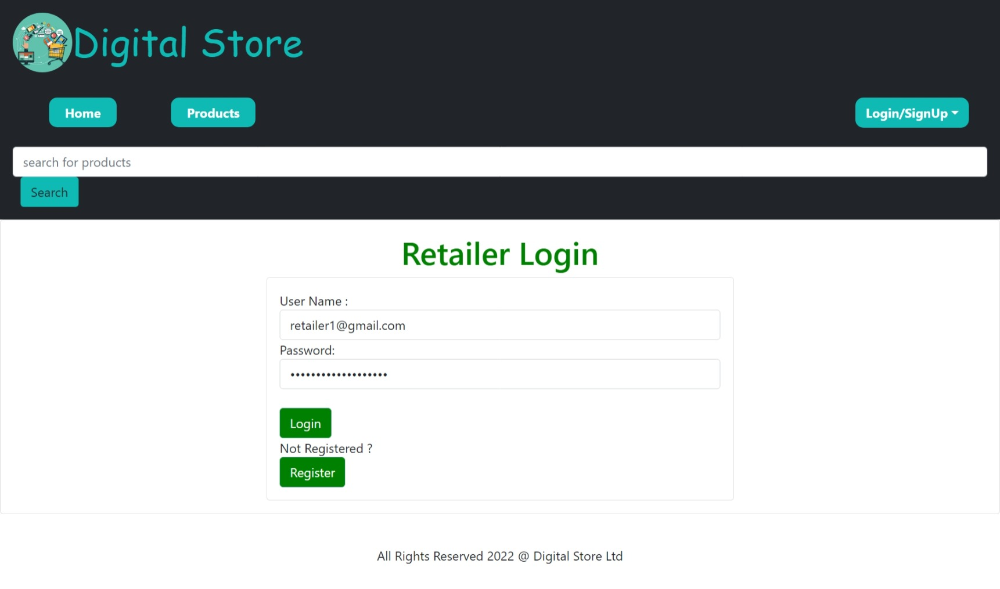 Digital Store
Home
Products
Login/SignUp
search for products
Search
Retailer Login
User Name :
retailer1@gmail.com
Password:
•••••••••••••••••••
Login
Not Registered ?
Register
All Rights Reserved 2022 @ Digital Store Ltd